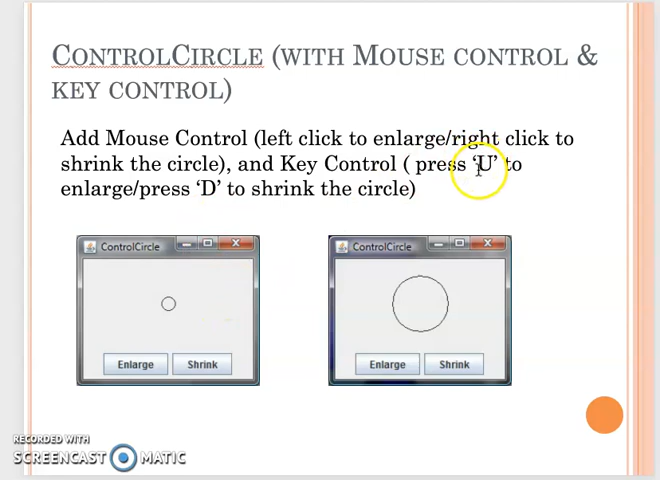 CONTROLCIRCLE (WITH MOUSE CONTROL &
KEY CONTROL)
Add Mouse Control (left click to enlarge/right click to
shrink the circle), and Key Control ( press ‘U’ to
enlarge/press ‘D’ to shrink the circle)
ControlCircle
Enlarge Shrink
ControlCircle
Enlarge Shrink
RECORDED WITH
SCREENCAST MATIC